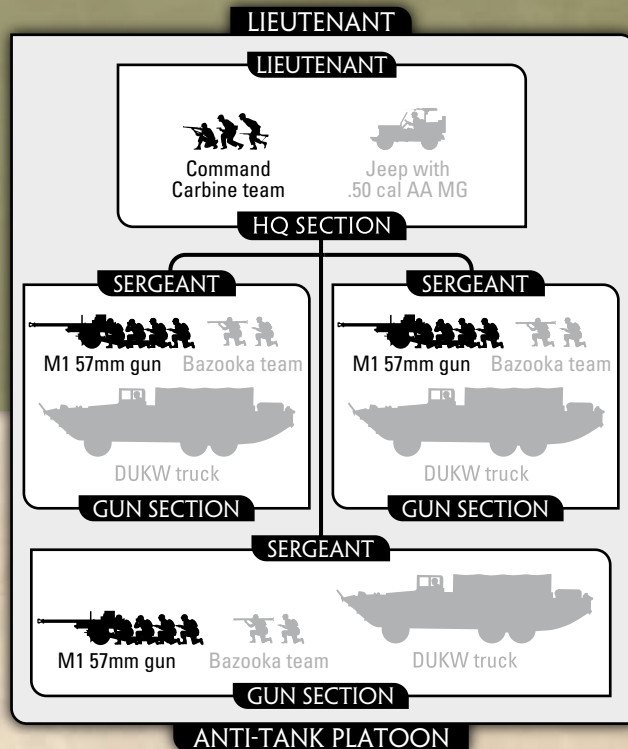 LIEUTENANT
LIEUTENANT
Command
Carbine team
Jeep with
.50 cal AA MG
HQ SECTION
SERGEANT
M1 57mm gun
Bazooka team
DUKW truck
GUN SECTION
SERGEANT
M1 57mm gun
Bazooka team
DUKW truck
GUN SECTION
SERGEANT
M1 57mm gun
Bazooka team
DUKW truck
GUN SECTION
ANTI-TANK PLATOON